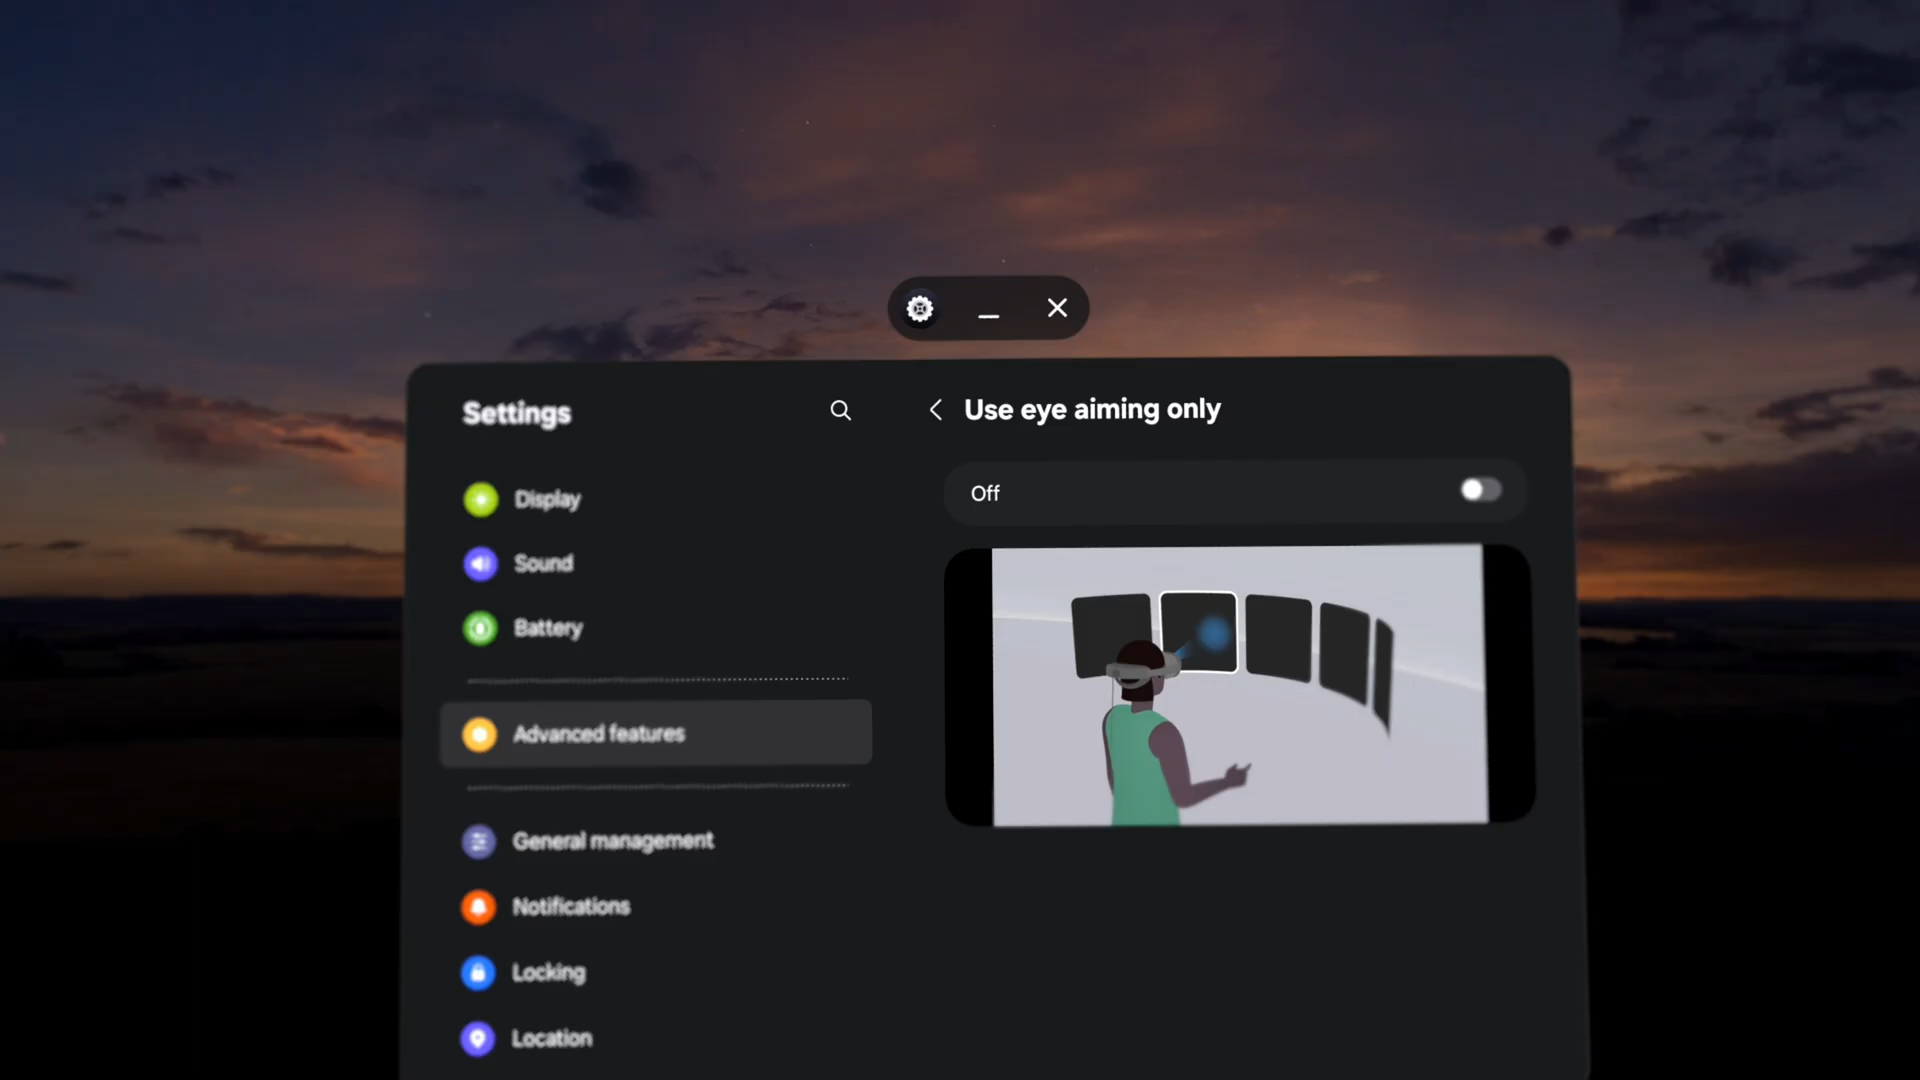 Settings
Display
Sound
Battery
Advanced features
General management
Notifications
Locking
Location
Use eye aiming only
Off